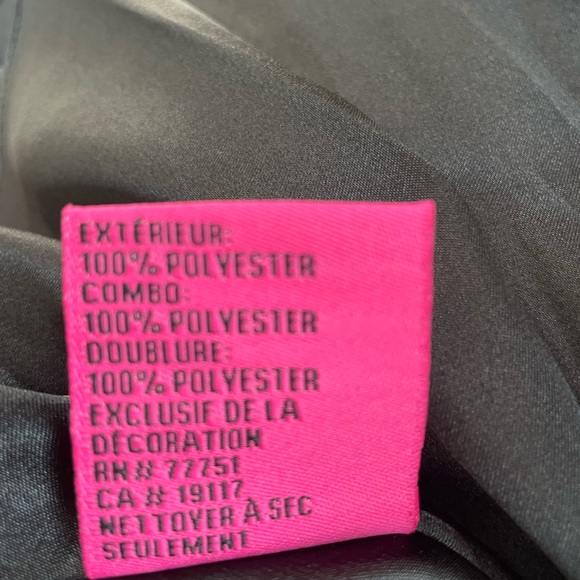 EXTÉRIEUR:
100% POLYESTER
COMBO:
100% POLYESTER
DOUBLURE:
100% POLYESTER
EXCLUSIF DE LA
DÉCORATION
RN# 77751
CA # 19117
NETTOYER À SEC
SEULEMENT